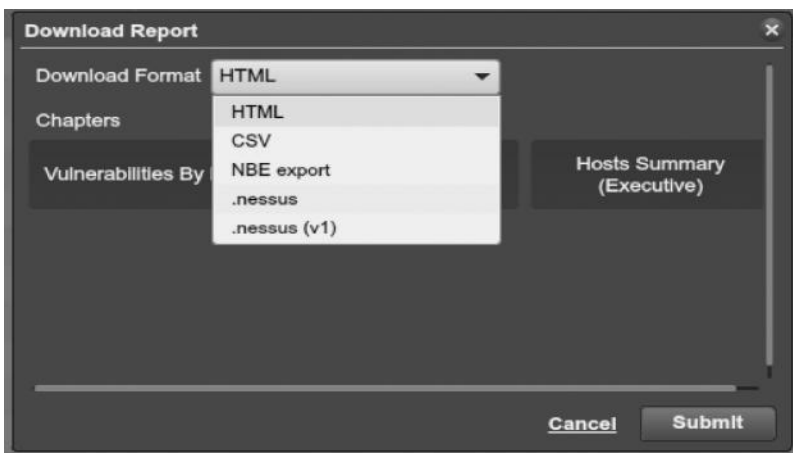 Download Report
Download Format HTML
HTML
Chapters
CSV
NBE export
.nessus
.nessus (v1)
Vulnerabilities By
Hosts Summary
(Executive)
Cancel Submit